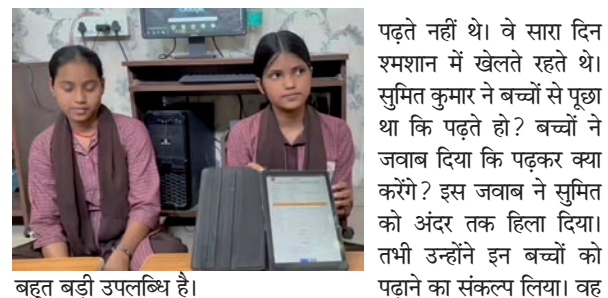 पढ़ते नहीं थे। वे सारा दिन
श्मशान में खेलते रहते थे।
सुमित कुमार ने बच्चों से पूछा
था कि पढ़ते हो? बच्चों ने
जवाब दिया कि पढ़कर क्या
करेंगे? इस जवाब ने सुमित
को अंदर तक हिला दिया।
तभी उन्होंने इन बच्चों को
पढ़ाने का संकल्प लिया। वह
बहुत बड़ी उपलब्धि है।